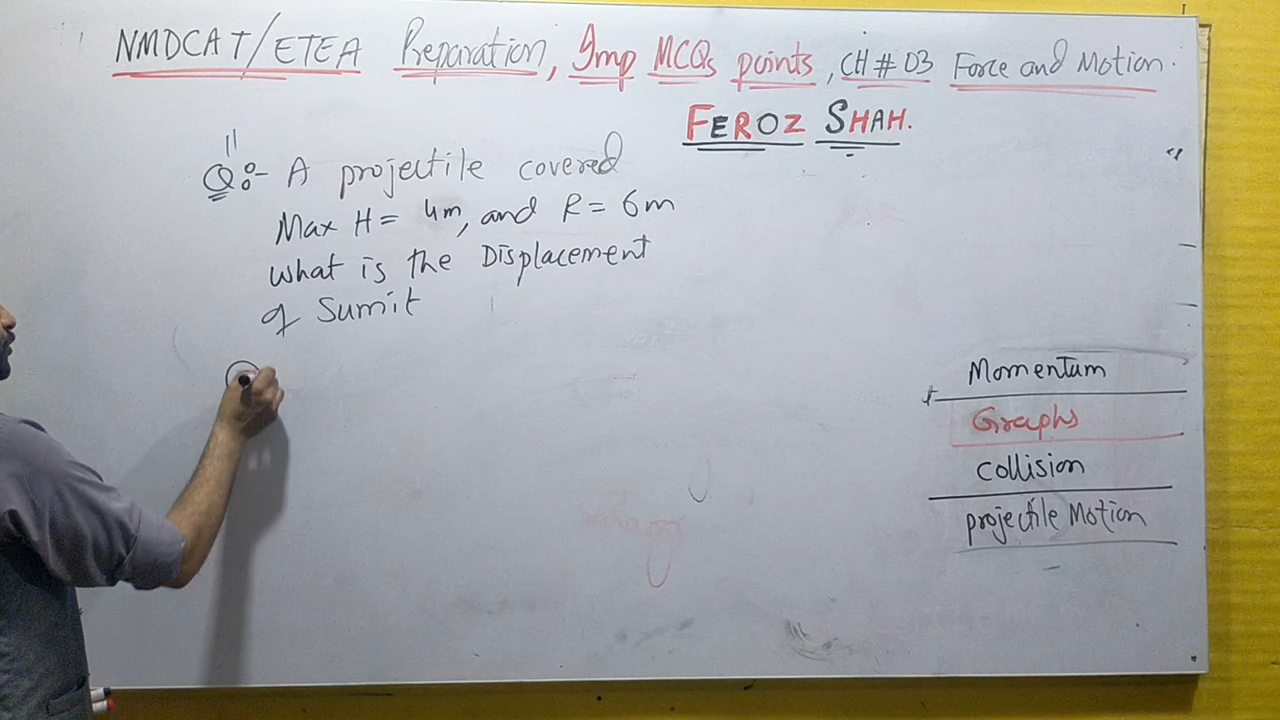 NMDCAT/ETEA Preparation, Imp MCQs points, CH # 03 Force and Motion.
FEROZ SHAH.
Q:- A projectile covered
Max H = 4m, and R = 6m
what is the Displacement
of Sumit
Momentum
Graphs
collision
projectile Motion